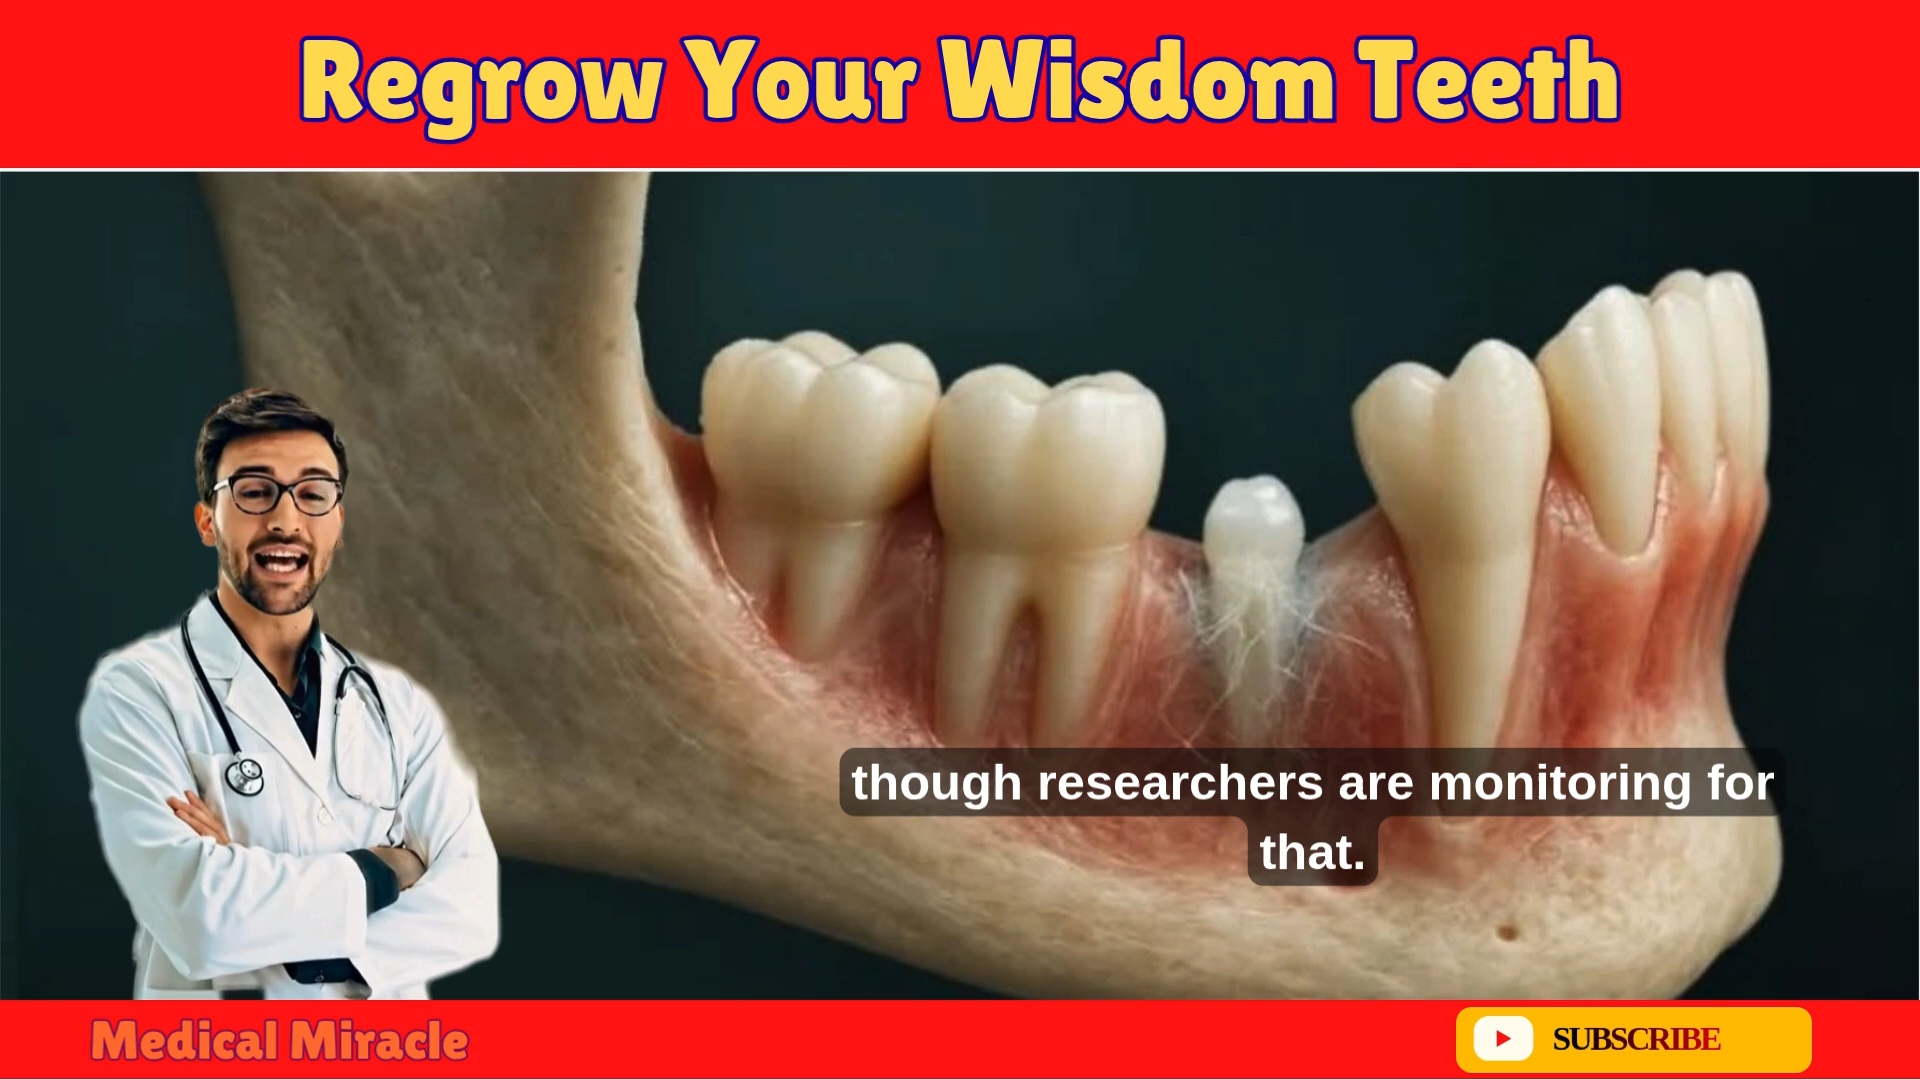 Regrow Your Wisdom Teeth
though researchers are monitoring for
that.
Medical Miracle
SUBSCRIBE